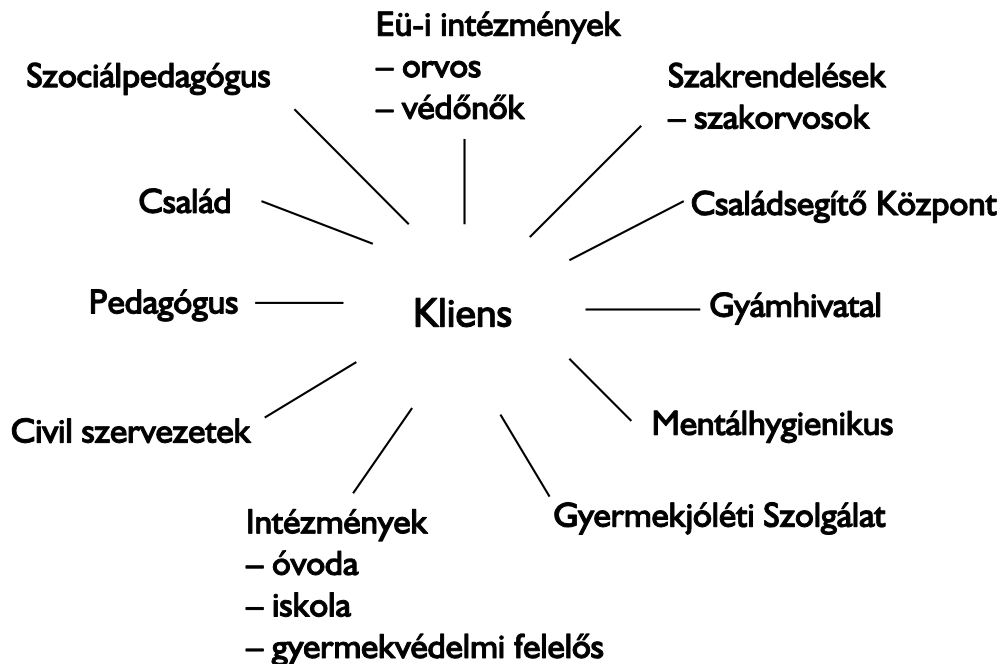 Eü-i intézmények
– orvos
– védőnők
Szociálpedagógus
Szakrendelések
– szakorvosok
Család
Családsegítő Központ
Pedagógus
Kliens
Gyámhivatal
Civil szervezetek
Mentálhygienikus
Intézmények
– óvoda
– iskola
– gyermekvédelmi felelős
Gyermekjóléti Szolgálat